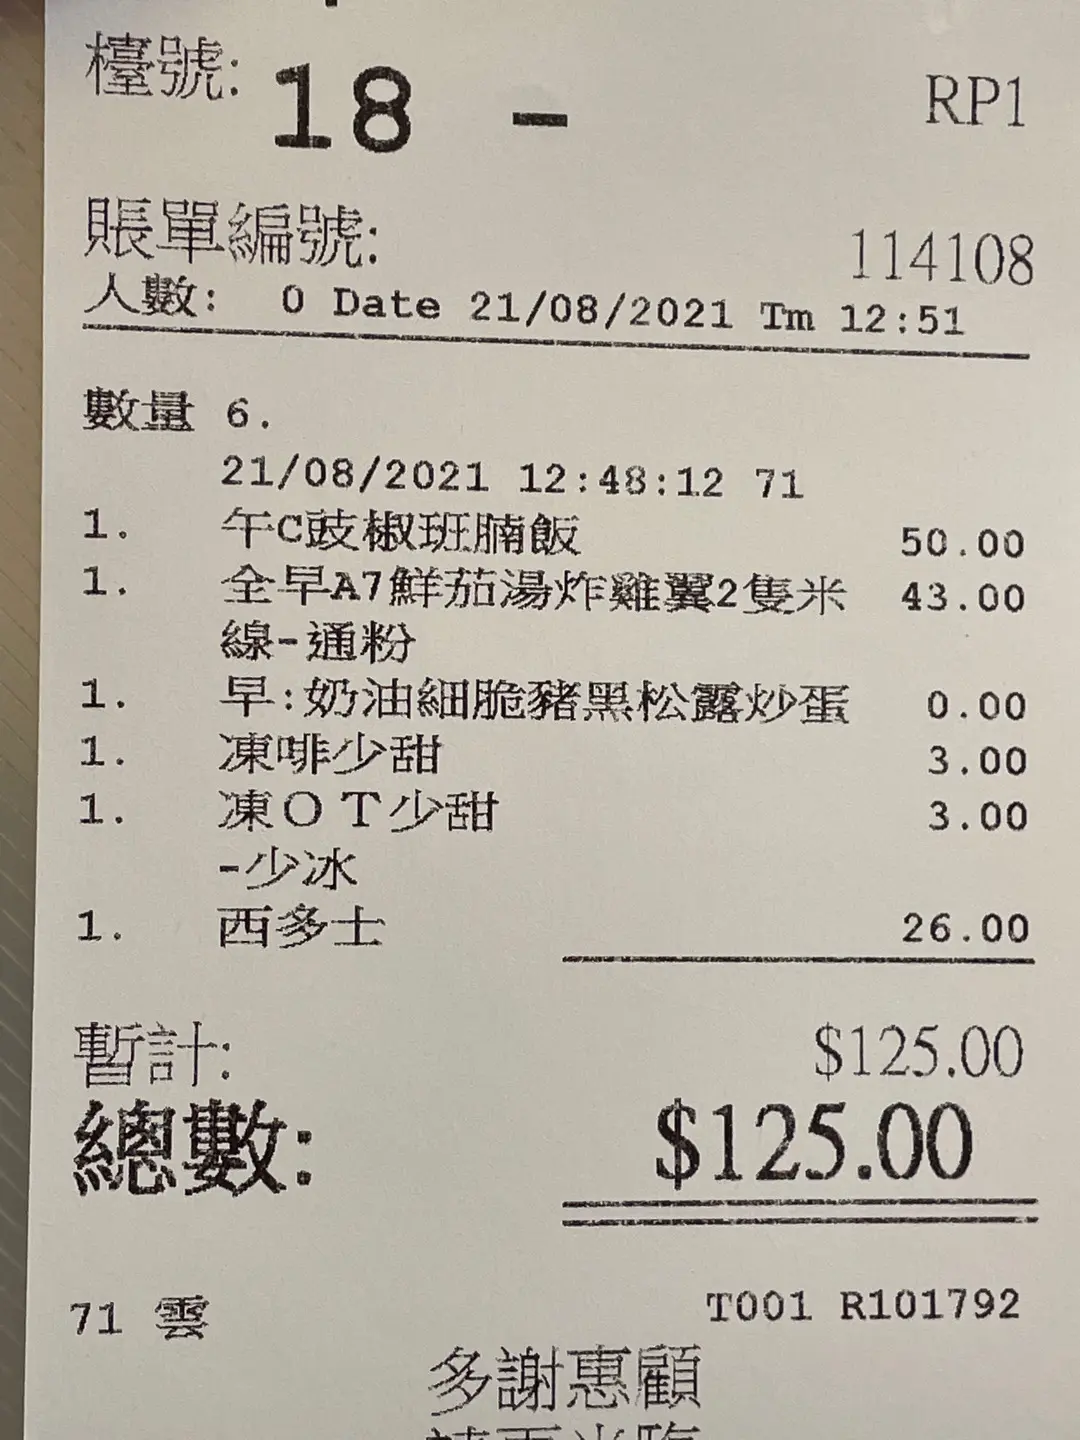 檯號: 18 - RP1
賬單編號: 114108
人數: 0 Date 21/08/2021 Tm 12:51
數量 6.
21/08/2021 12:48:12 71
1. 午C豉椒班腩飯 50.00
1. 全早A7鮮茄湯炸雞翼2隻米 43.00
線-通粉
1. 早:奶油細脆豬黑松露炒蛋 0.00
1. 凍啡少甜 3.00
1. 凍OT少甜 3.00
-少冰
1. 西多士 26.00
暫計: $125.00
總數: $125.00
71 雲 T001 R101792
多謝惠顧